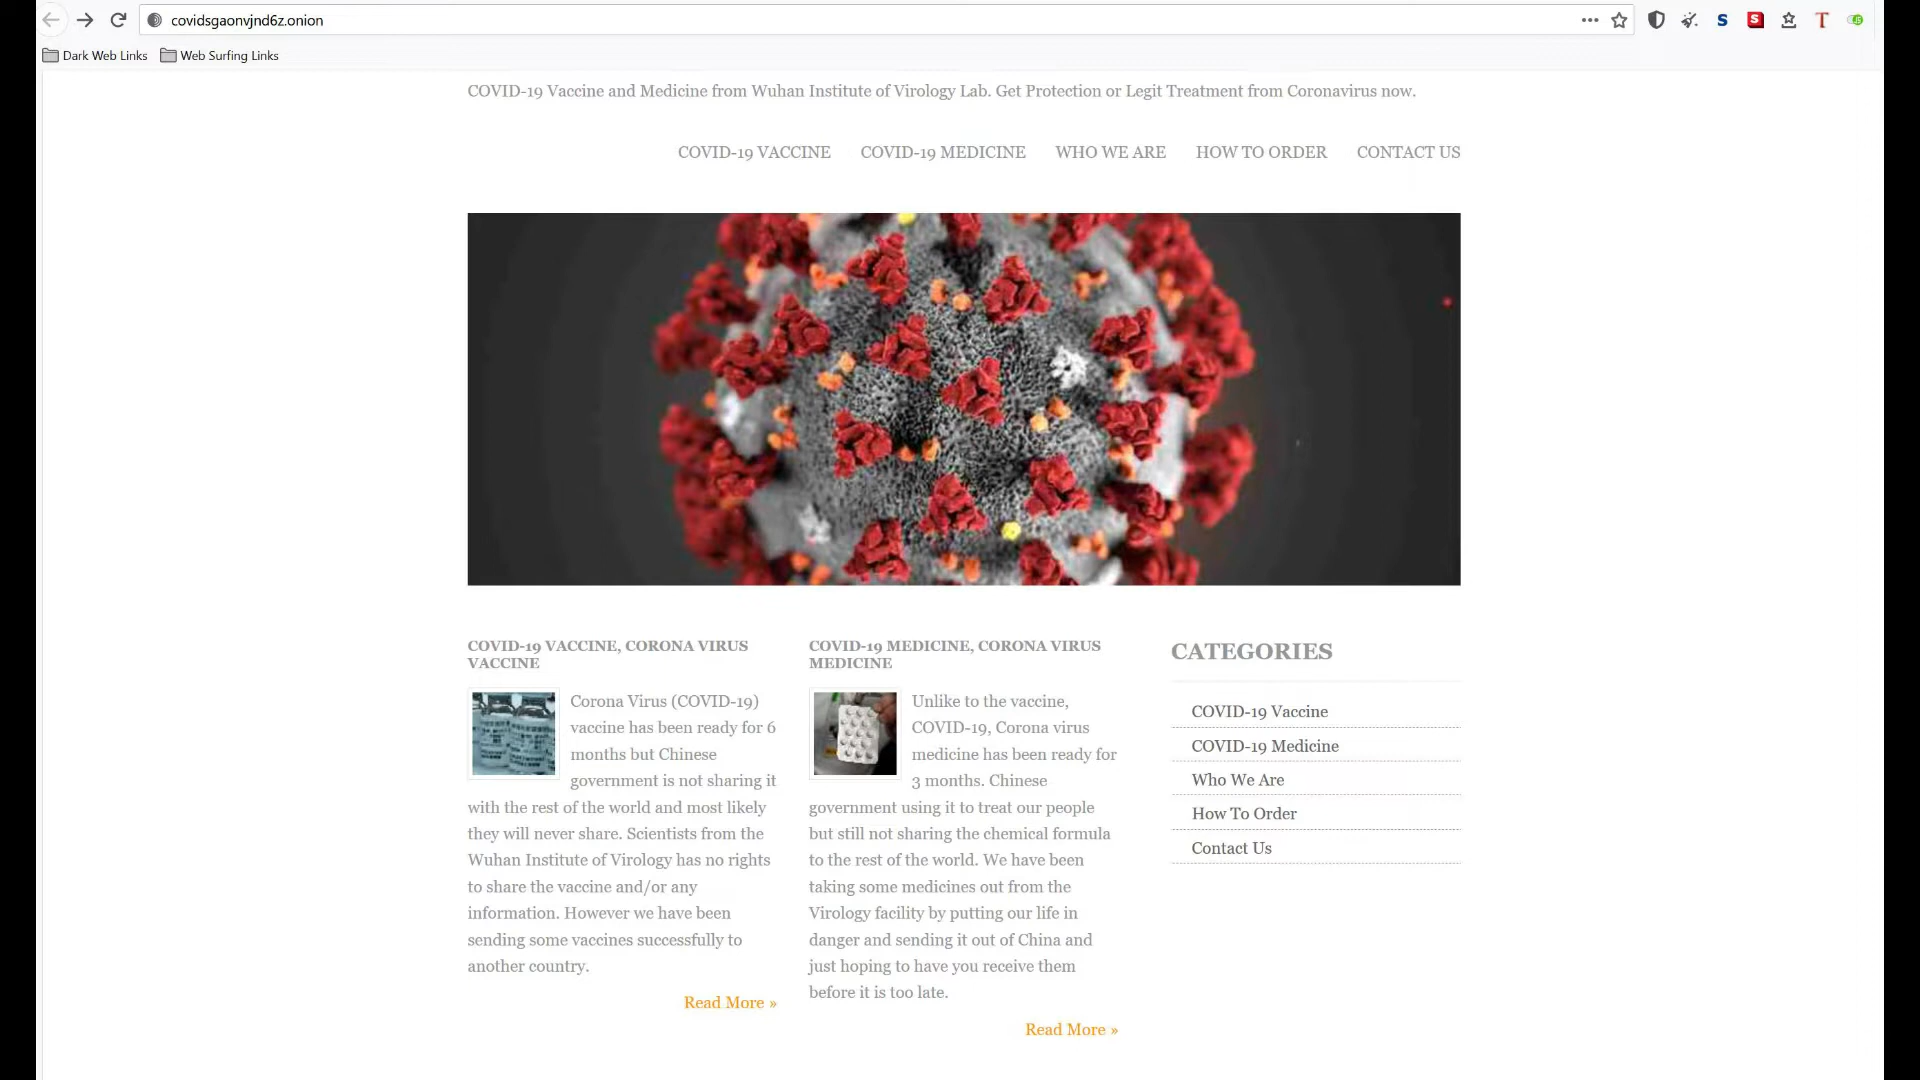 covidsgaonvjnd6z.onion
Dark Web Links Web Surfing Links
COVID-19 Vaccine and Medicine from Wuhan Institute of Virology Lab. Get Protection or Legit Treatment from Coronavirus now.
COVID-19 VACCINE COVID-19 MEDICINE WHO WE ARE HOW TO ORDER CONTACT US
COVID-19 VACCINE, CORONA VIRUS
VACCINE
Corona Virus (COVID-19)
vaccine has been ready for 6
months but Chinese
government is not sharing it
with the rest of the world and most likely
they will never share. Scientists from the
Wuhan Institute of Virology has no rights
to share the vaccine and/or any
information. However we have been
sending some vaccines successfully to
another country.
Read More »
COVID-19 MEDICINE, CORONA VIRUS
MEDICINE
Unlike to the vaccine,
COVID-19, Corona virus
medicine has been ready for
3 months. Chinese
government using it to treat our people
but still not sharing the chemical formula
to the rest of the world. We have been
taking some medicines out from the
Virology facility by putting our life in
danger and sending it out of China and
just hoping to have you receive them
before it is too late.
Read More »
CATEGORIES
COVID-19 Vaccine
COVID-19 Medicine
Who We Are
How To Order
Contact Us